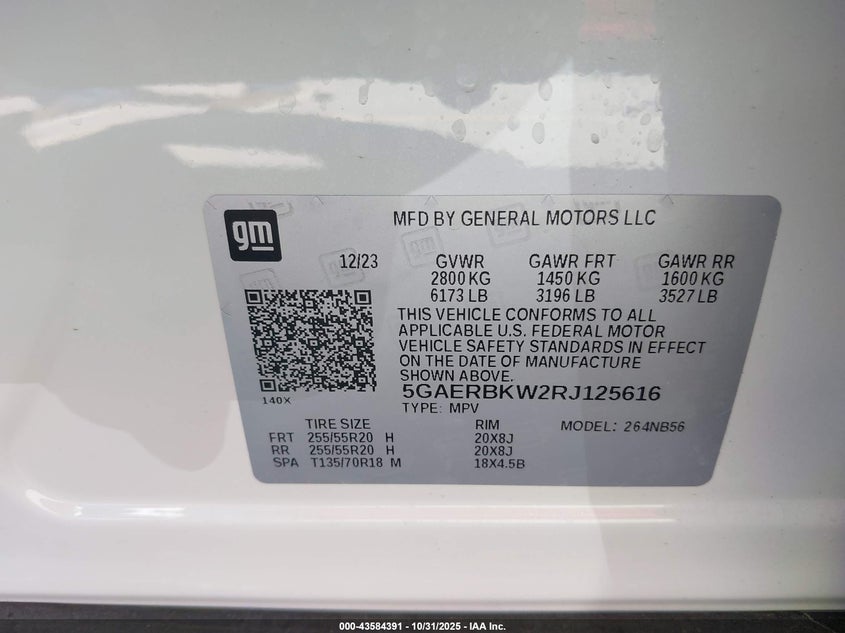 gm
MFD BY GENERAL MOTORS LLC
12/23 GVWR GAWR FRT GAWR RR
2800 KG 1450 KG 1600 KG
6173 LB 3196 LB 3527 LB
THIS VEHICLE CONFORMS TO ALL
APPLICABLE U.S. FEDERAL MOTOR
VEHICLE SAFETY STANDARDS IN EFFECT
ON THE DATE OF MANUFACTURE
SHOWN ABOVE.
140X
5GAERBKW2RJ125616
TYPE: MPV
TIRE SIZE RIM MODEL: 264NB56
FRT 255/55R20 H 20X8J
RR 255/55R20 H 20X8J
SPA T135/70R18 M 18X4.5B
000-43584391 - 10/31/2025 - IAA Inc.